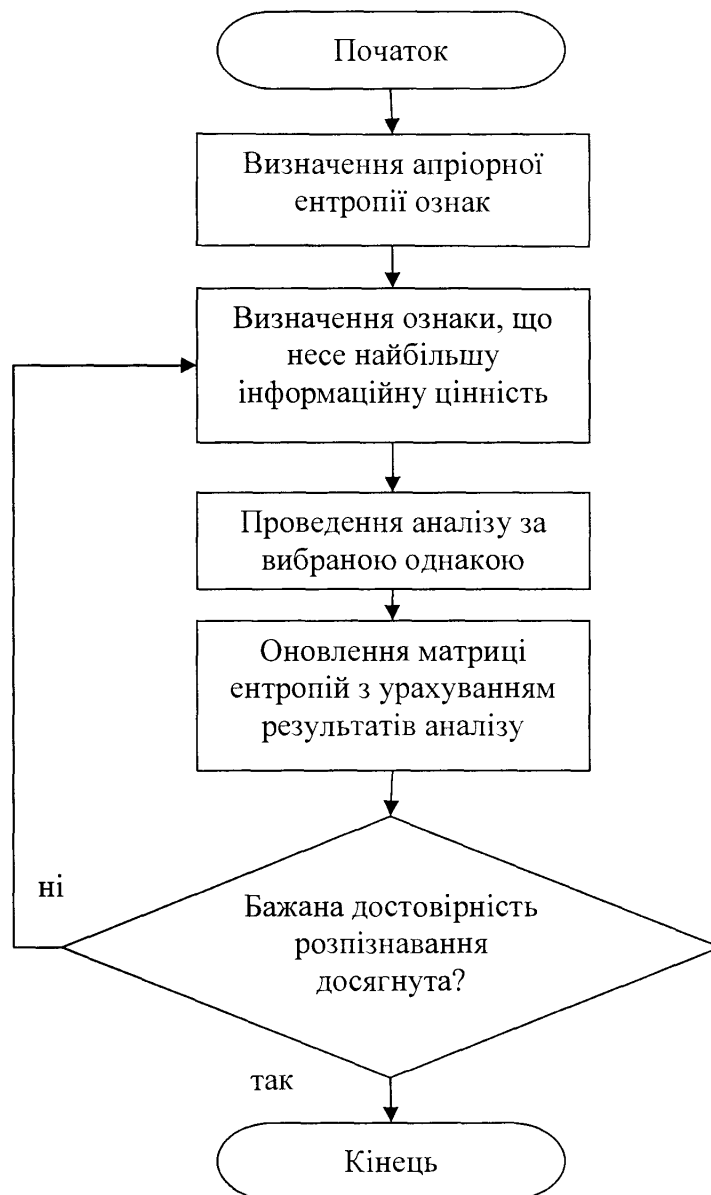 Початок
Визначення апріорної
ентропії ознак
Визначення ознаки, що
несе найбільшу
інформаційну цінність
Проведення аналізу за
вибраною однакою
Оновлення матриці
ентропій з урахуванням
результатів аналізу
ні
Бажана достовірність
розпізнавання
досягнута?
так
Кінець